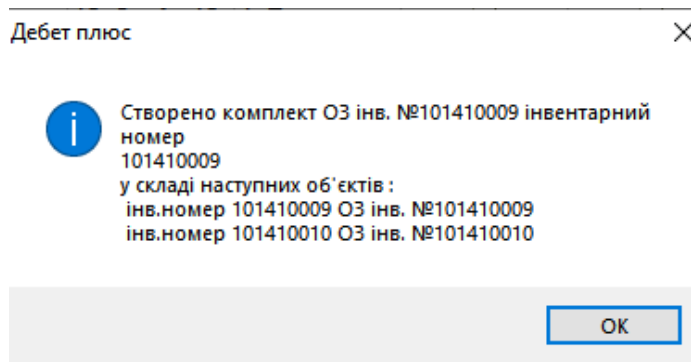 Дебет плюс
Створено комплект ОЗ інв. №101410009 інвентарний
номер
101410009
у складі наступних об'єктів :
інв.номер 101410009 ОЗ інв. №101410009
інв.номер 101410010 ОЗ інв. №101410010
ОК